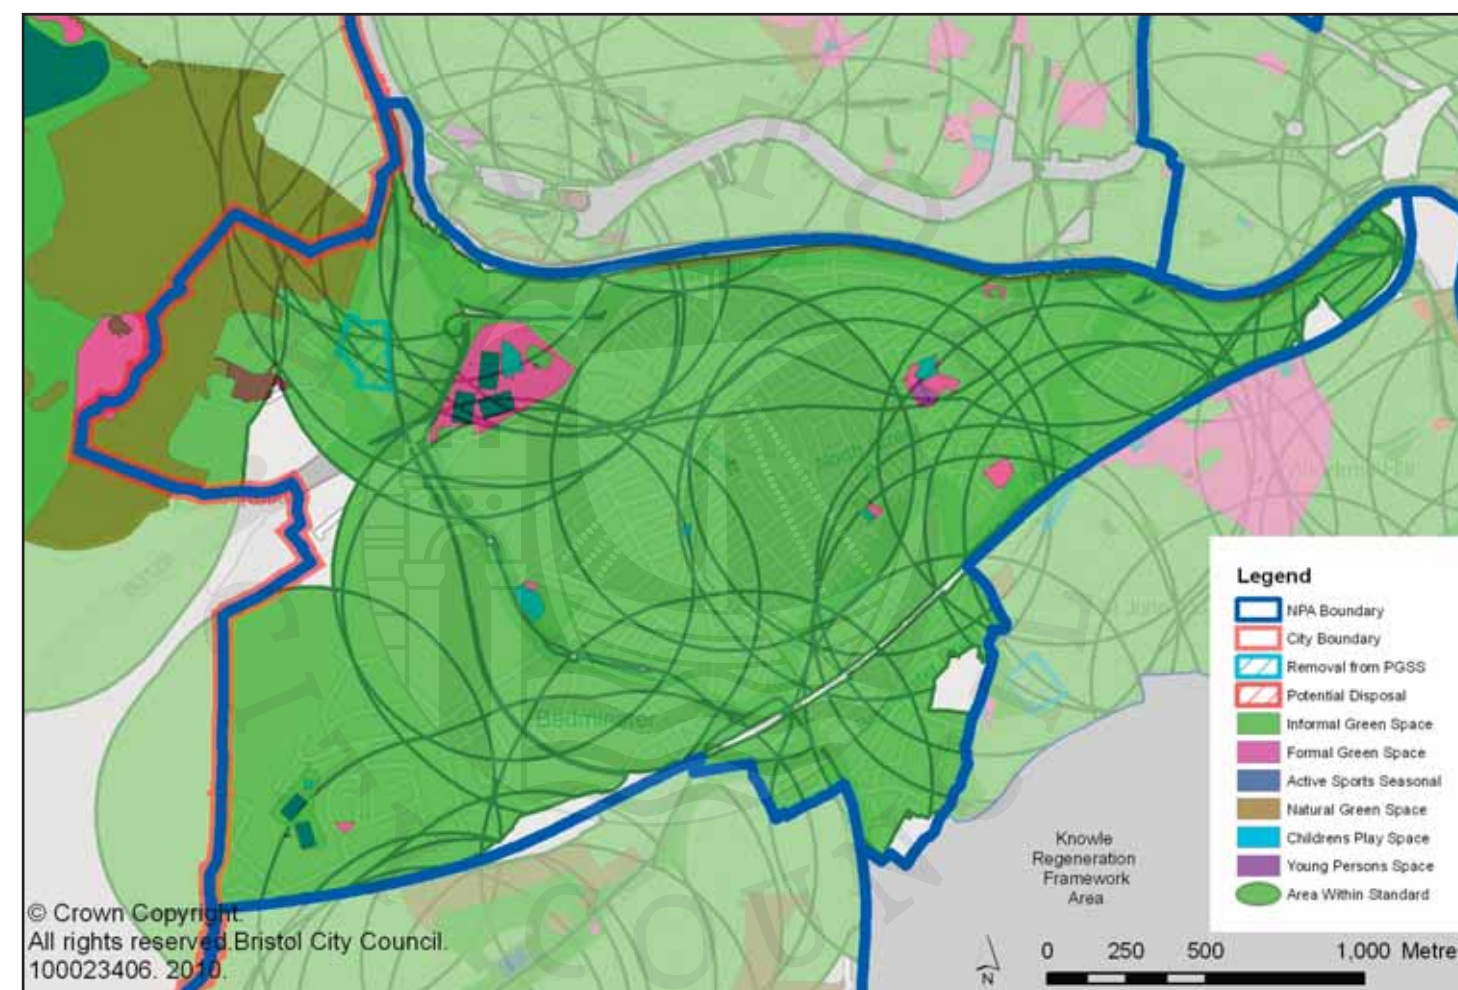 Bedminster
Legend
NPA Boundary
City Boundary
Removal from PGSS
Potential Disposal
Informal Green Space
Formal Green Space
Active Sports Seasonal
Natural Green Space
Childrens Play Space
Young Persons Space
Area Within Standard
Knowle
Regeneration
Framework
Area
© Crown Copyright.
All rights reserved.Bristol City Council.
100023406. 2010.
N
0 250 500 1,000 Metre